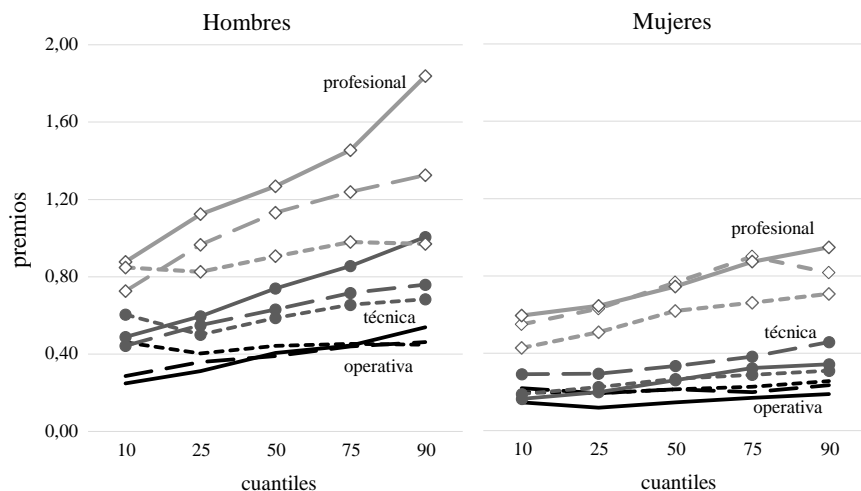 Hombres
Mujeres
2,00
1,60
1,20
0,80
0,40
0,00
premios
profesional
técnica
operativa
profesional
técnica
operativa
10 25 50 75 90
10 25 50 75 90
cuantiles
cuantiles